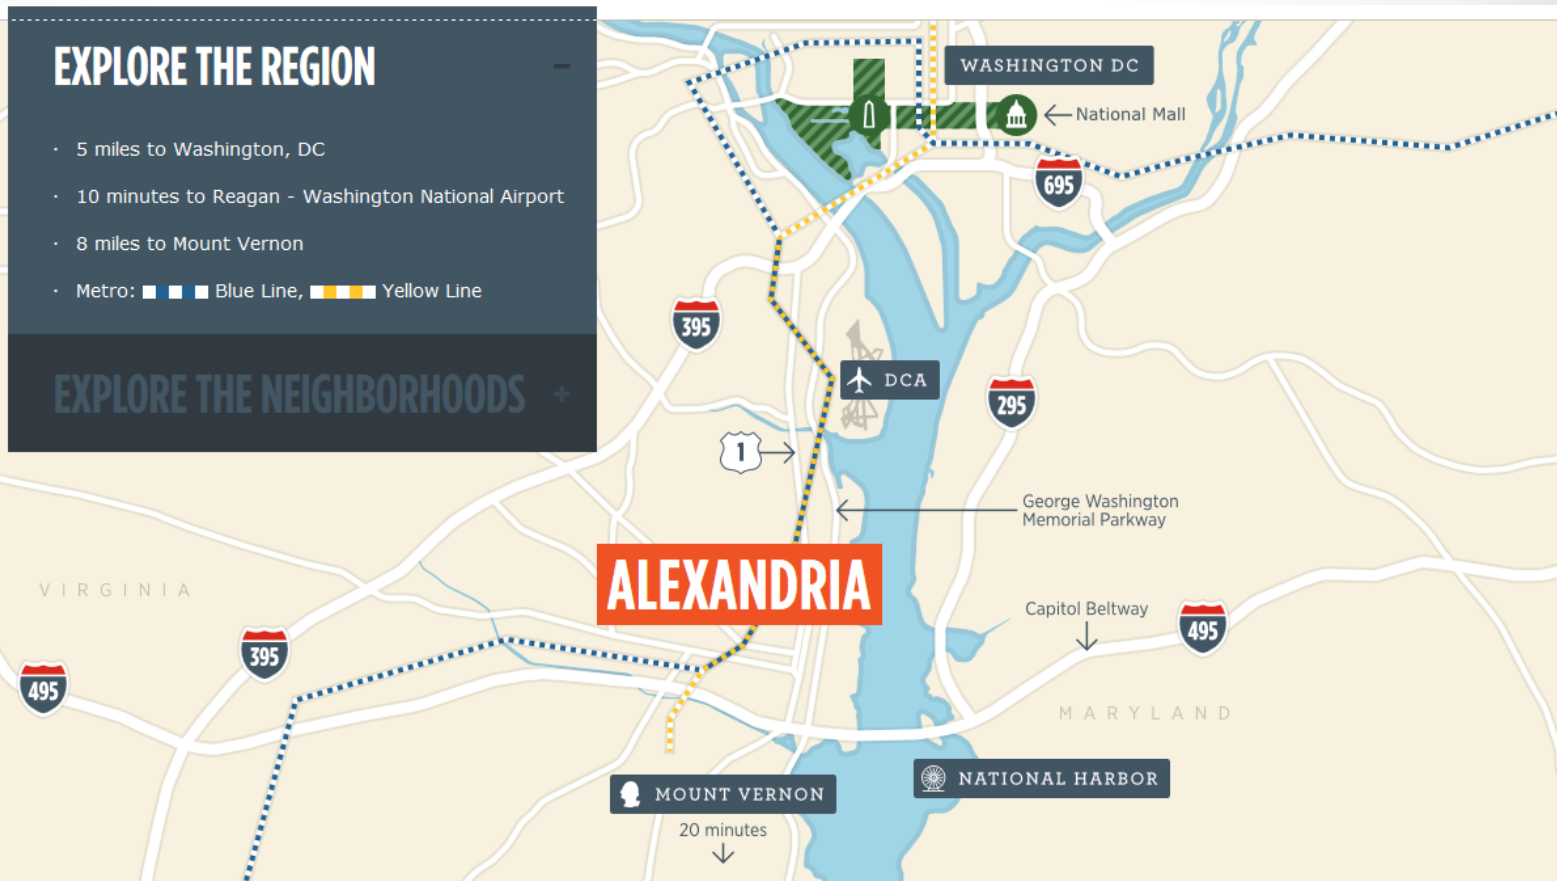 EXPLORE THE REGION
· 5 miles to Washington, DC
· 10 minutes to Reagan - Washington National Airport
· 8 miles to Mount Vernon
· Metro: Blue Line, Yellow Line
EXPLORE THE NEIGHBORHOODS
WASHINGTON DC
National Mall
695
395
DCA
295
1
George Washington
Memorial Parkway
ALEXANDRIA
VIRGINIA
Capitol Beltway
495
395
495
MARYLAND
NATIONAL HARBOR
MOUNT VERNON
20 minutes